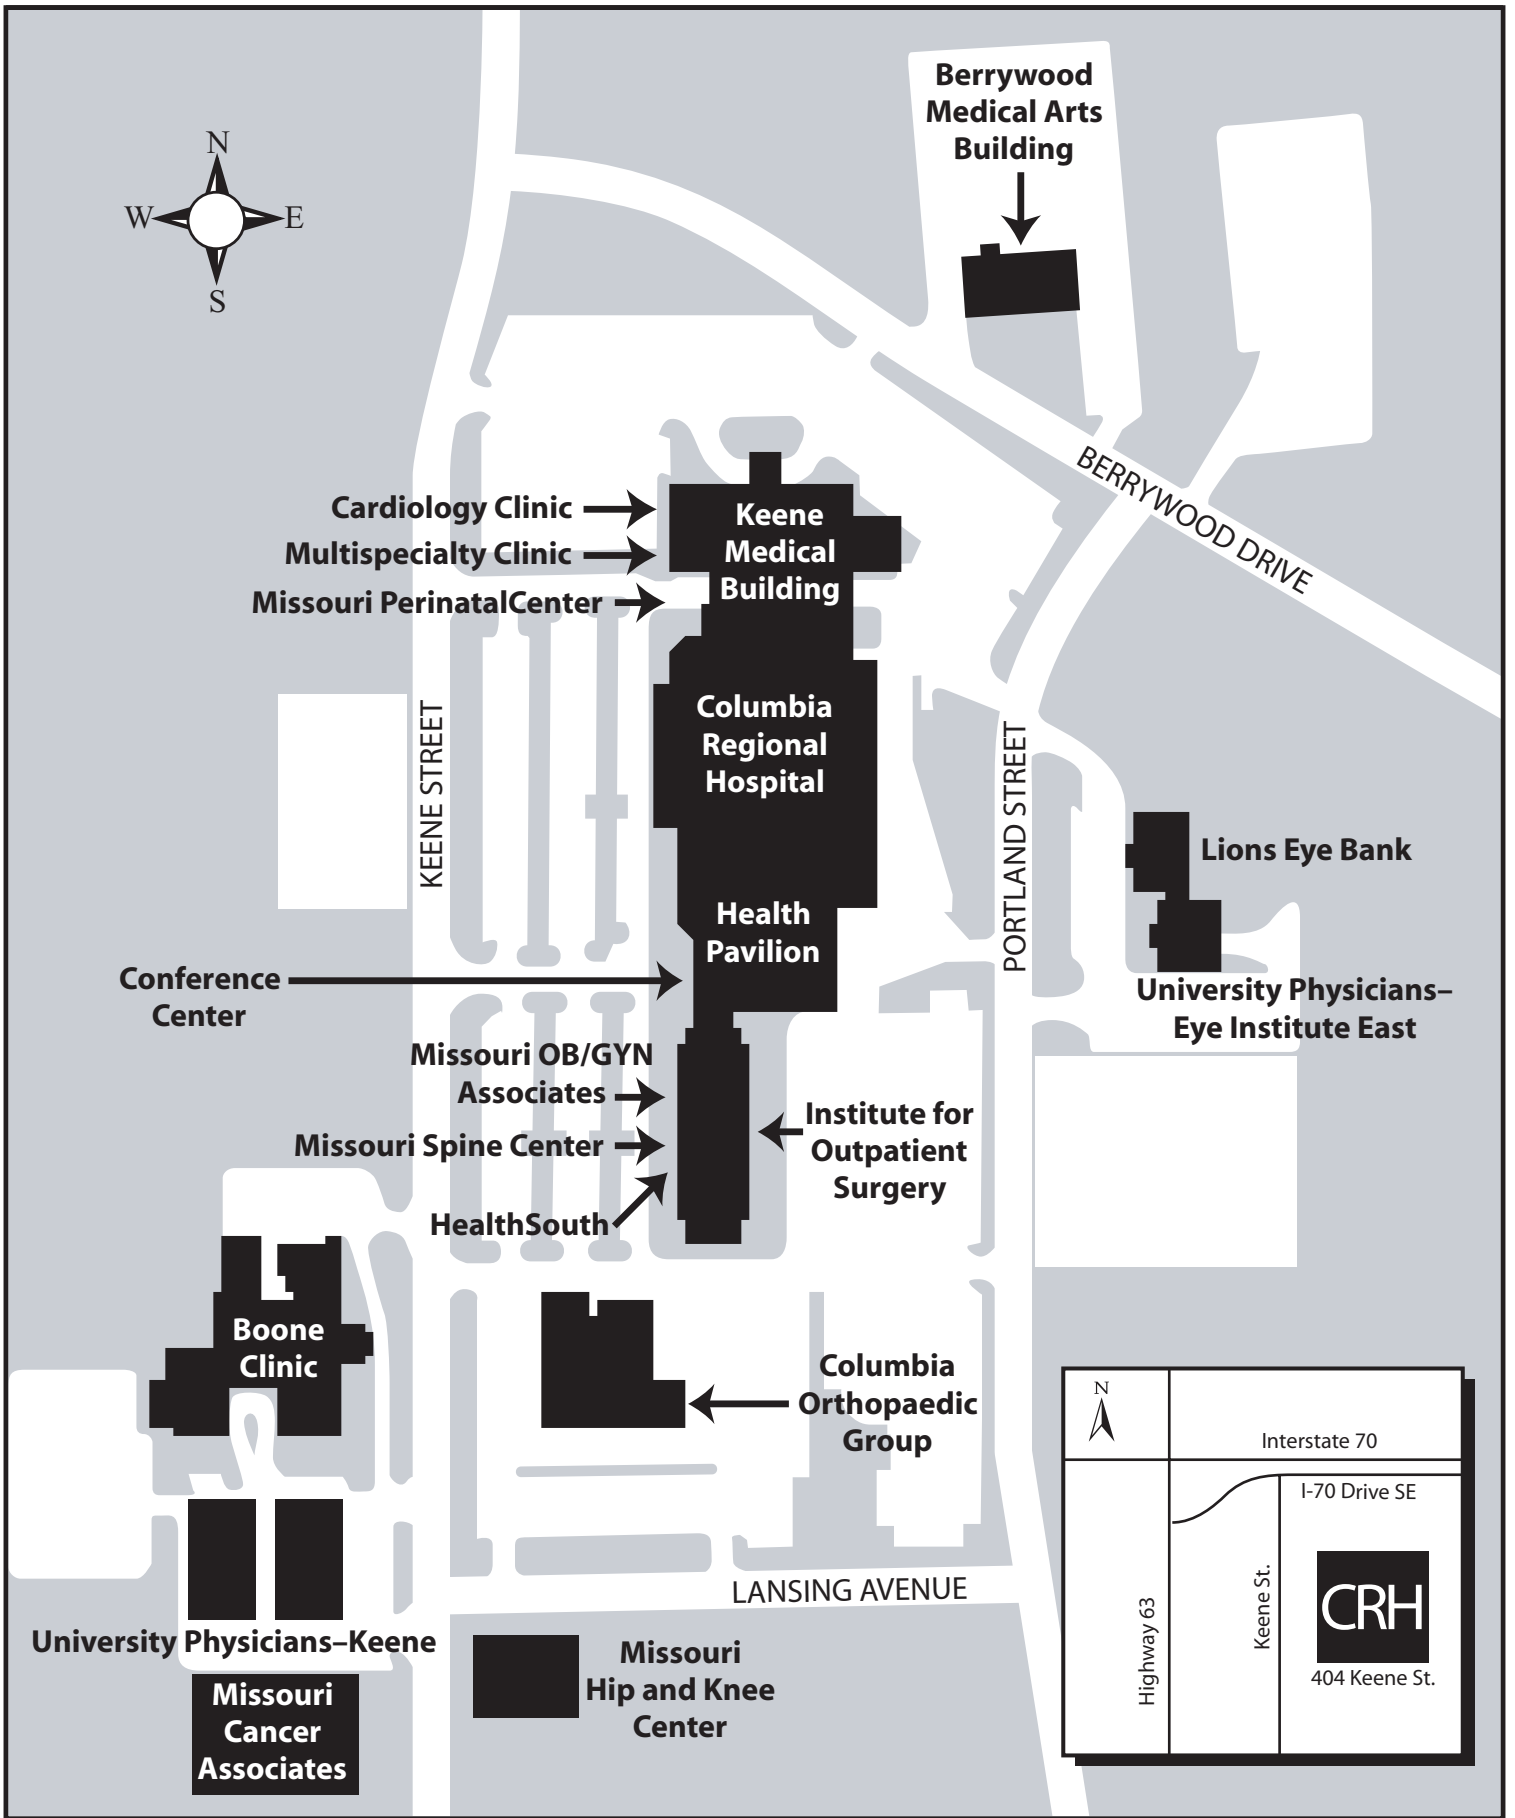 Berrywood
Medical Arts
Building
N
W
E
S
BERRYWOOD DRIVE
Cardiology Clinic
Multispecialty Clinic
Missouri PerinatalCenter
Keene
Medical
Building
KEENE STREET
Columbia
Regional
Hospital
PORTLAND STREET
Lions Eye Bank
Health
Pavilion
Conference
Center
University Physicians–
Eye Institute East
Missouri OB/GYN
Associates
Missouri Spine Center
HealthSouth
Institute for
Outpatient
Surgery
Boone
Clinic
Columbia
Orthopaedic
Group
LANSING AVENUE
University Physicians–Keene
Missouri
Cancer
Associates
Missouri
Hip and Knee
Center
N
Interstate 70
I-70 Drive SE
Highway 63
Keene St.
CRH
404 Keene St.